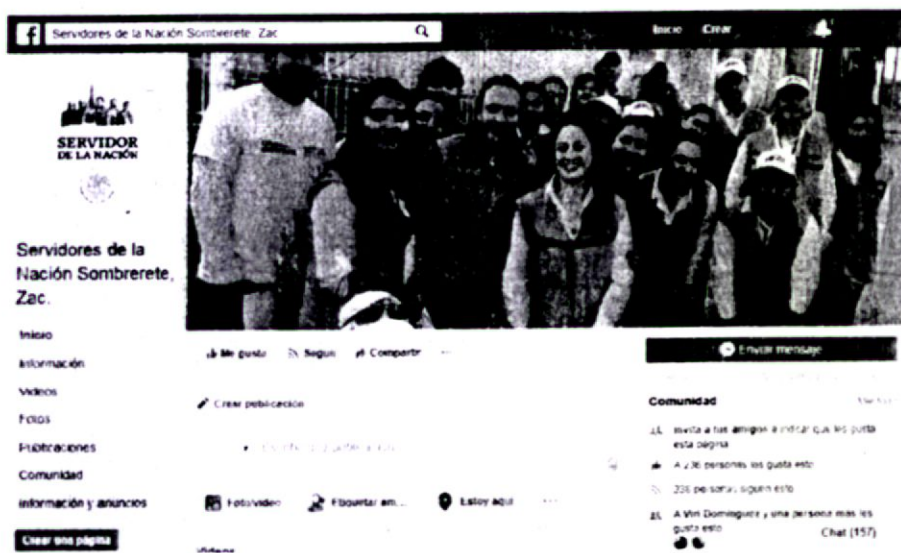 f
Servidores de la Nación Sombrerete, Zac.
Inicio Crear
SERVIDOR
DE LA NACIÓN
Servidores de la
Nación Sombrerete,
Zac.
Inicio
Información
Videos
Fotos
Publicaciones
Comunidad
Información y anuncios
Crear una página
Me gusta Seguir Compartir ...
Crear publicación
Foto/video Etiquetar am... Estoy aquí ...
Videos
Enviar mensaje
Comunidad
Invita a tus amigos a indicar que les gusta
esta página
A 236 personas les gusta esto
236 personas siguen esto
A Viri Dominguez y una persona más les
gusta esto
Chat (157)